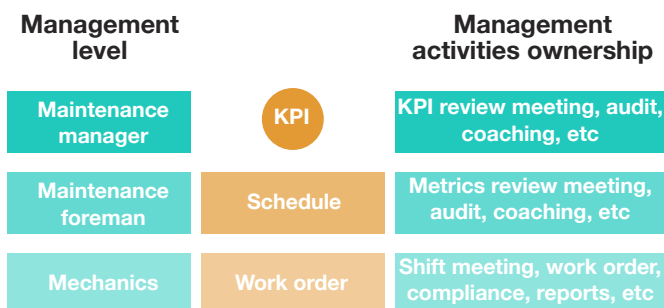 Management
level
Management
activities ownership
Maintenance
manager
KPI
KPI review meeting, audit,
coaching, etc
Maintenance
foreman
Schedule
Metrics review meeting,
audit, coaching, etc
Mechanics
Work order
Shift meeting, work order,
compliance, reports, etc